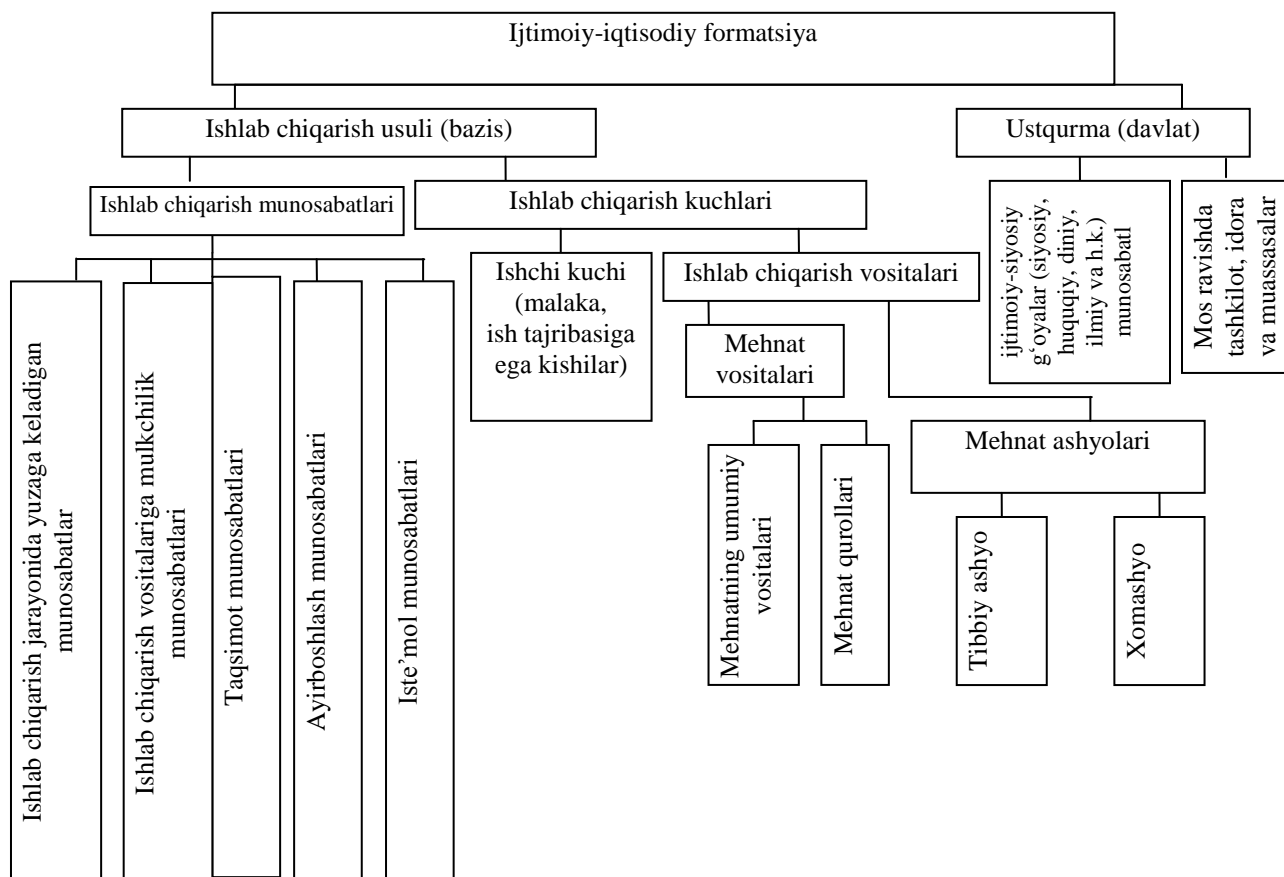 Ijtimoiy-iqtisodiy formatsiya
Ishlab chiqarish usuli (bazis)
Ustqurma (davlat)
Ishlab chiqarish munosabatlari
Ishlab chiqarish kuchlari
ijtimoiy-siyosiy
g‘oyalar (siyosiy,
huquqiy, diniy,
ilmiy va h.k.)
munosabatl
Mos ravishda
tashkilot, idora
va muassalar
Ishchi kuchi
(malaka,
ish tajribasiga
ega kishilar)
Ishlab chiqarish vositalari
Mehnat
vositalari
Mehnat ashyolari
Ishlab chiqarish jarayonida yuzaga keladigan
munosabatlar
Ishlab chiqarish vositalariga mulkchilik
munosabatlari
Taqsimot munosabatlari
Ayirboshlash munosabatlari
Iste’mol munosabatlari
Mehnatning umumiy
vositalari
Mehnat qurollari
Tibbiy ashyo
Xomashyo